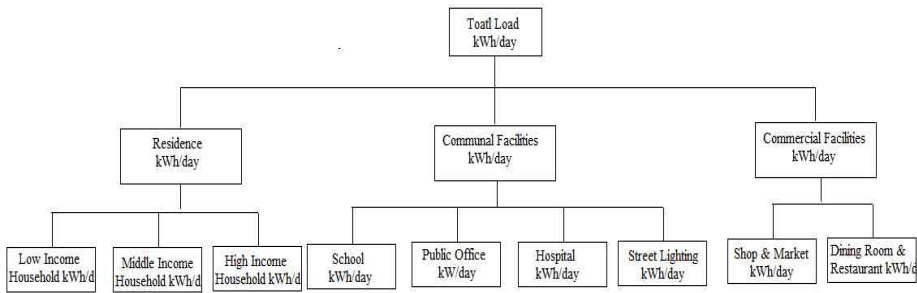 Toatl Load
kWh/day
Residence
kWh/day
Communal Facilities
kWh/day
Commercial Facilities
kWh/day
Low Income
Household kWh/d
Middle Income
Household kWh/d
High Income
Household kWh/d
School
kWh/day
Public Office
kW/day
Hospital
kWh/day
Street Lighting
kWh/day
Shop & Market
kWh/day
Dining Room &
Restaurant kWh/d